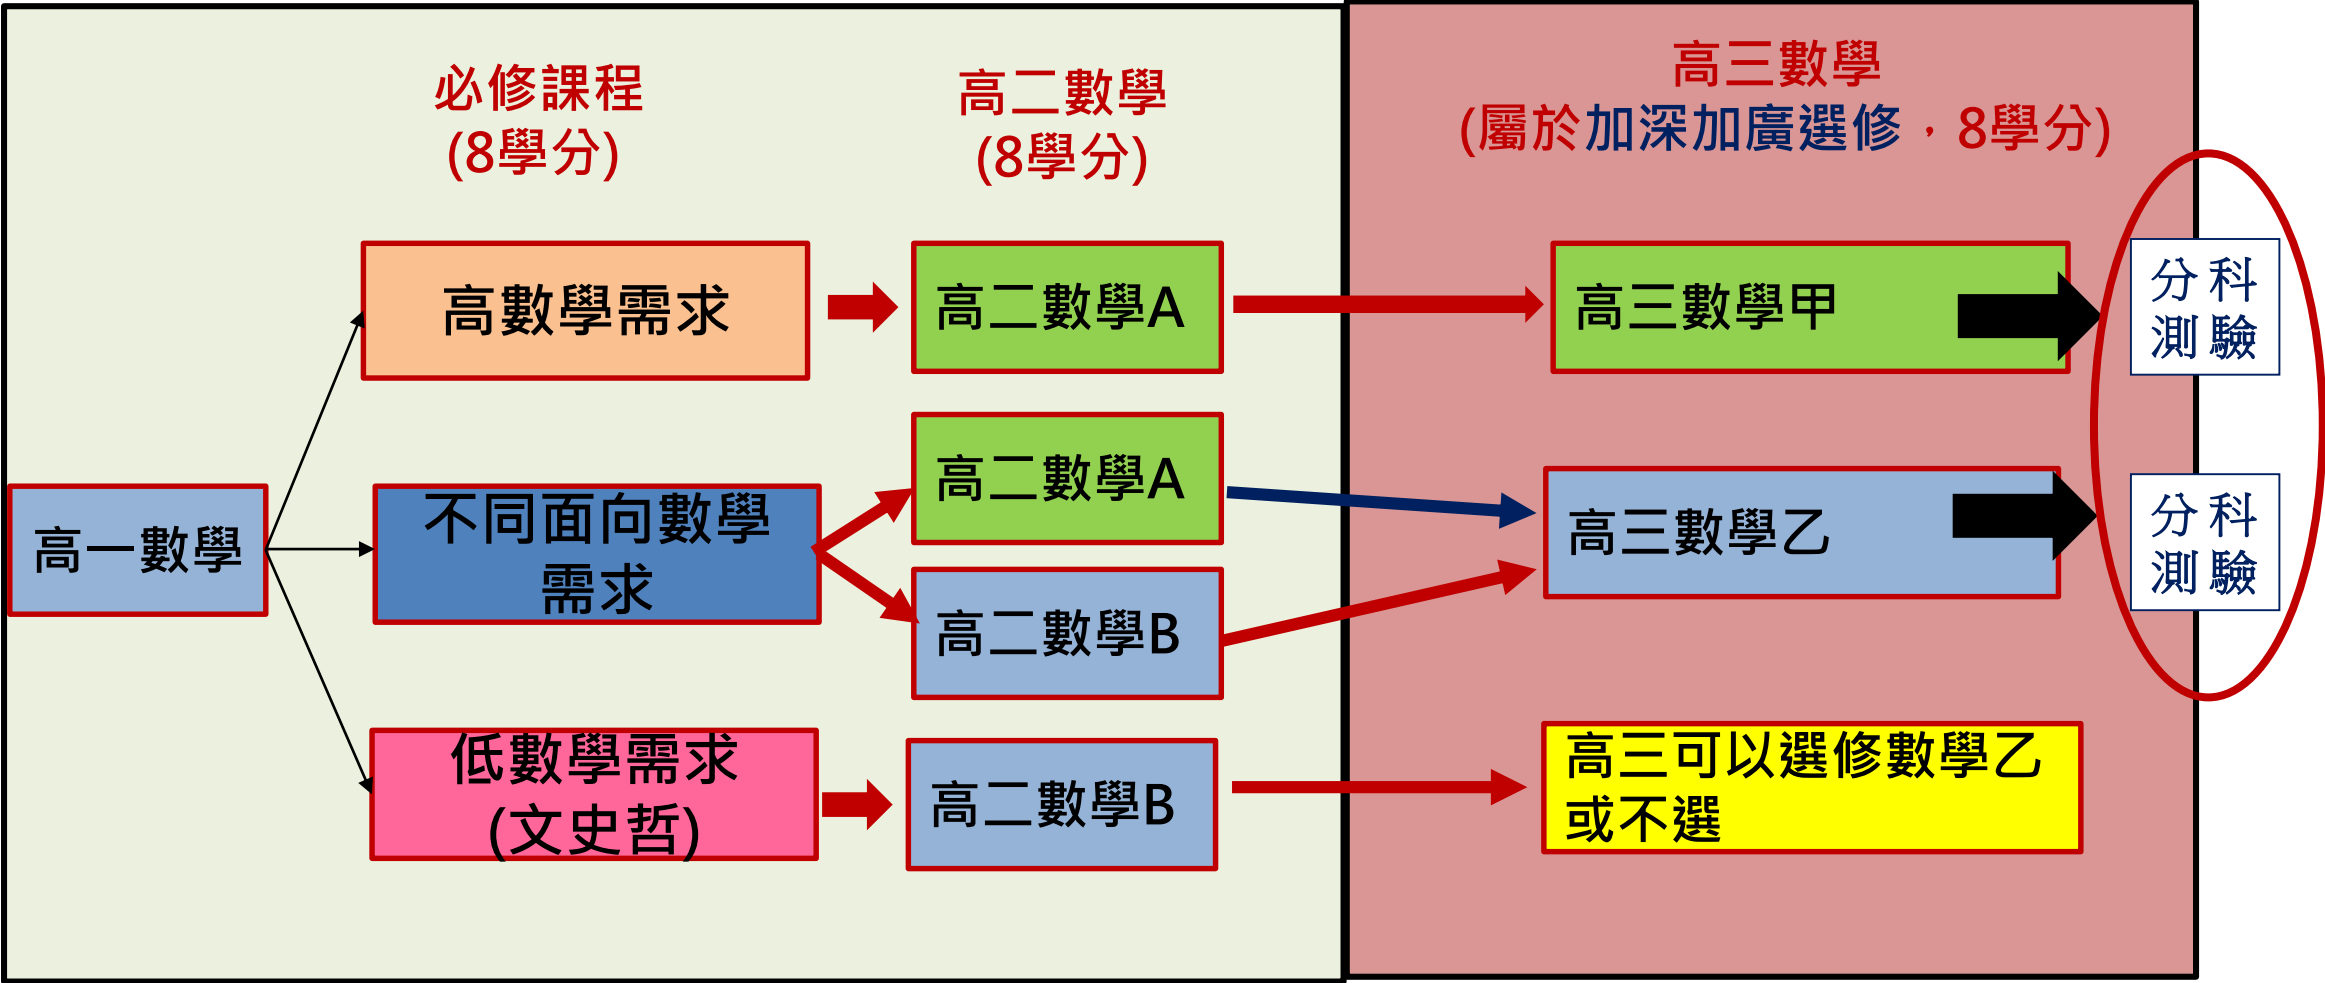 必修課程
(8學分)
高二數學
(8學分)
高三數學
(屬於加深加廣選修，8學分)
高一數學
高數學需求
高二數學A
高三數學甲
分科
測驗
不同面向數學
需求
高二數學A
高二數學B
高三數學乙
分科
測驗
低數學需求
(文史哲)
高二數學B
高三可以選修數學乙
或不選